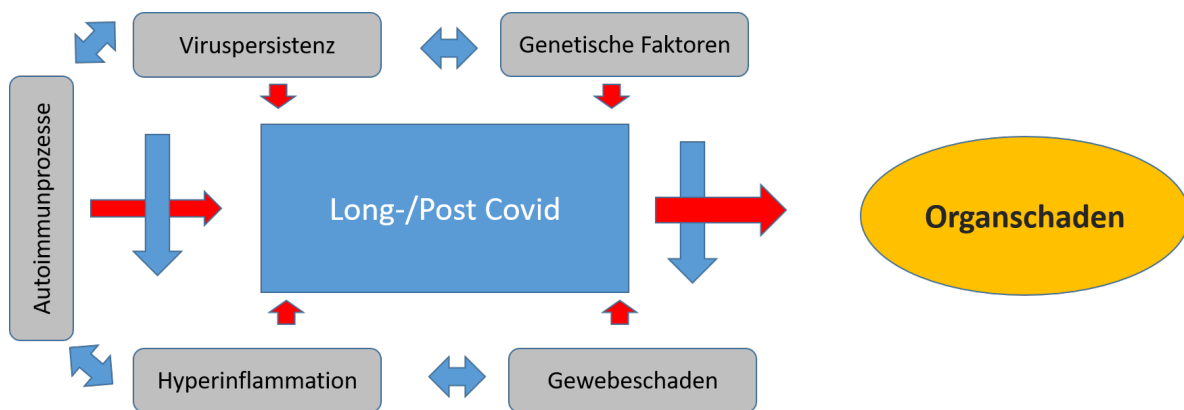 Viruspersistenz
Genetische Faktoren
Autoimmunprozesse
Long-/Post Covid
Organschaden
Hyperinflammation
Gewebeschaden